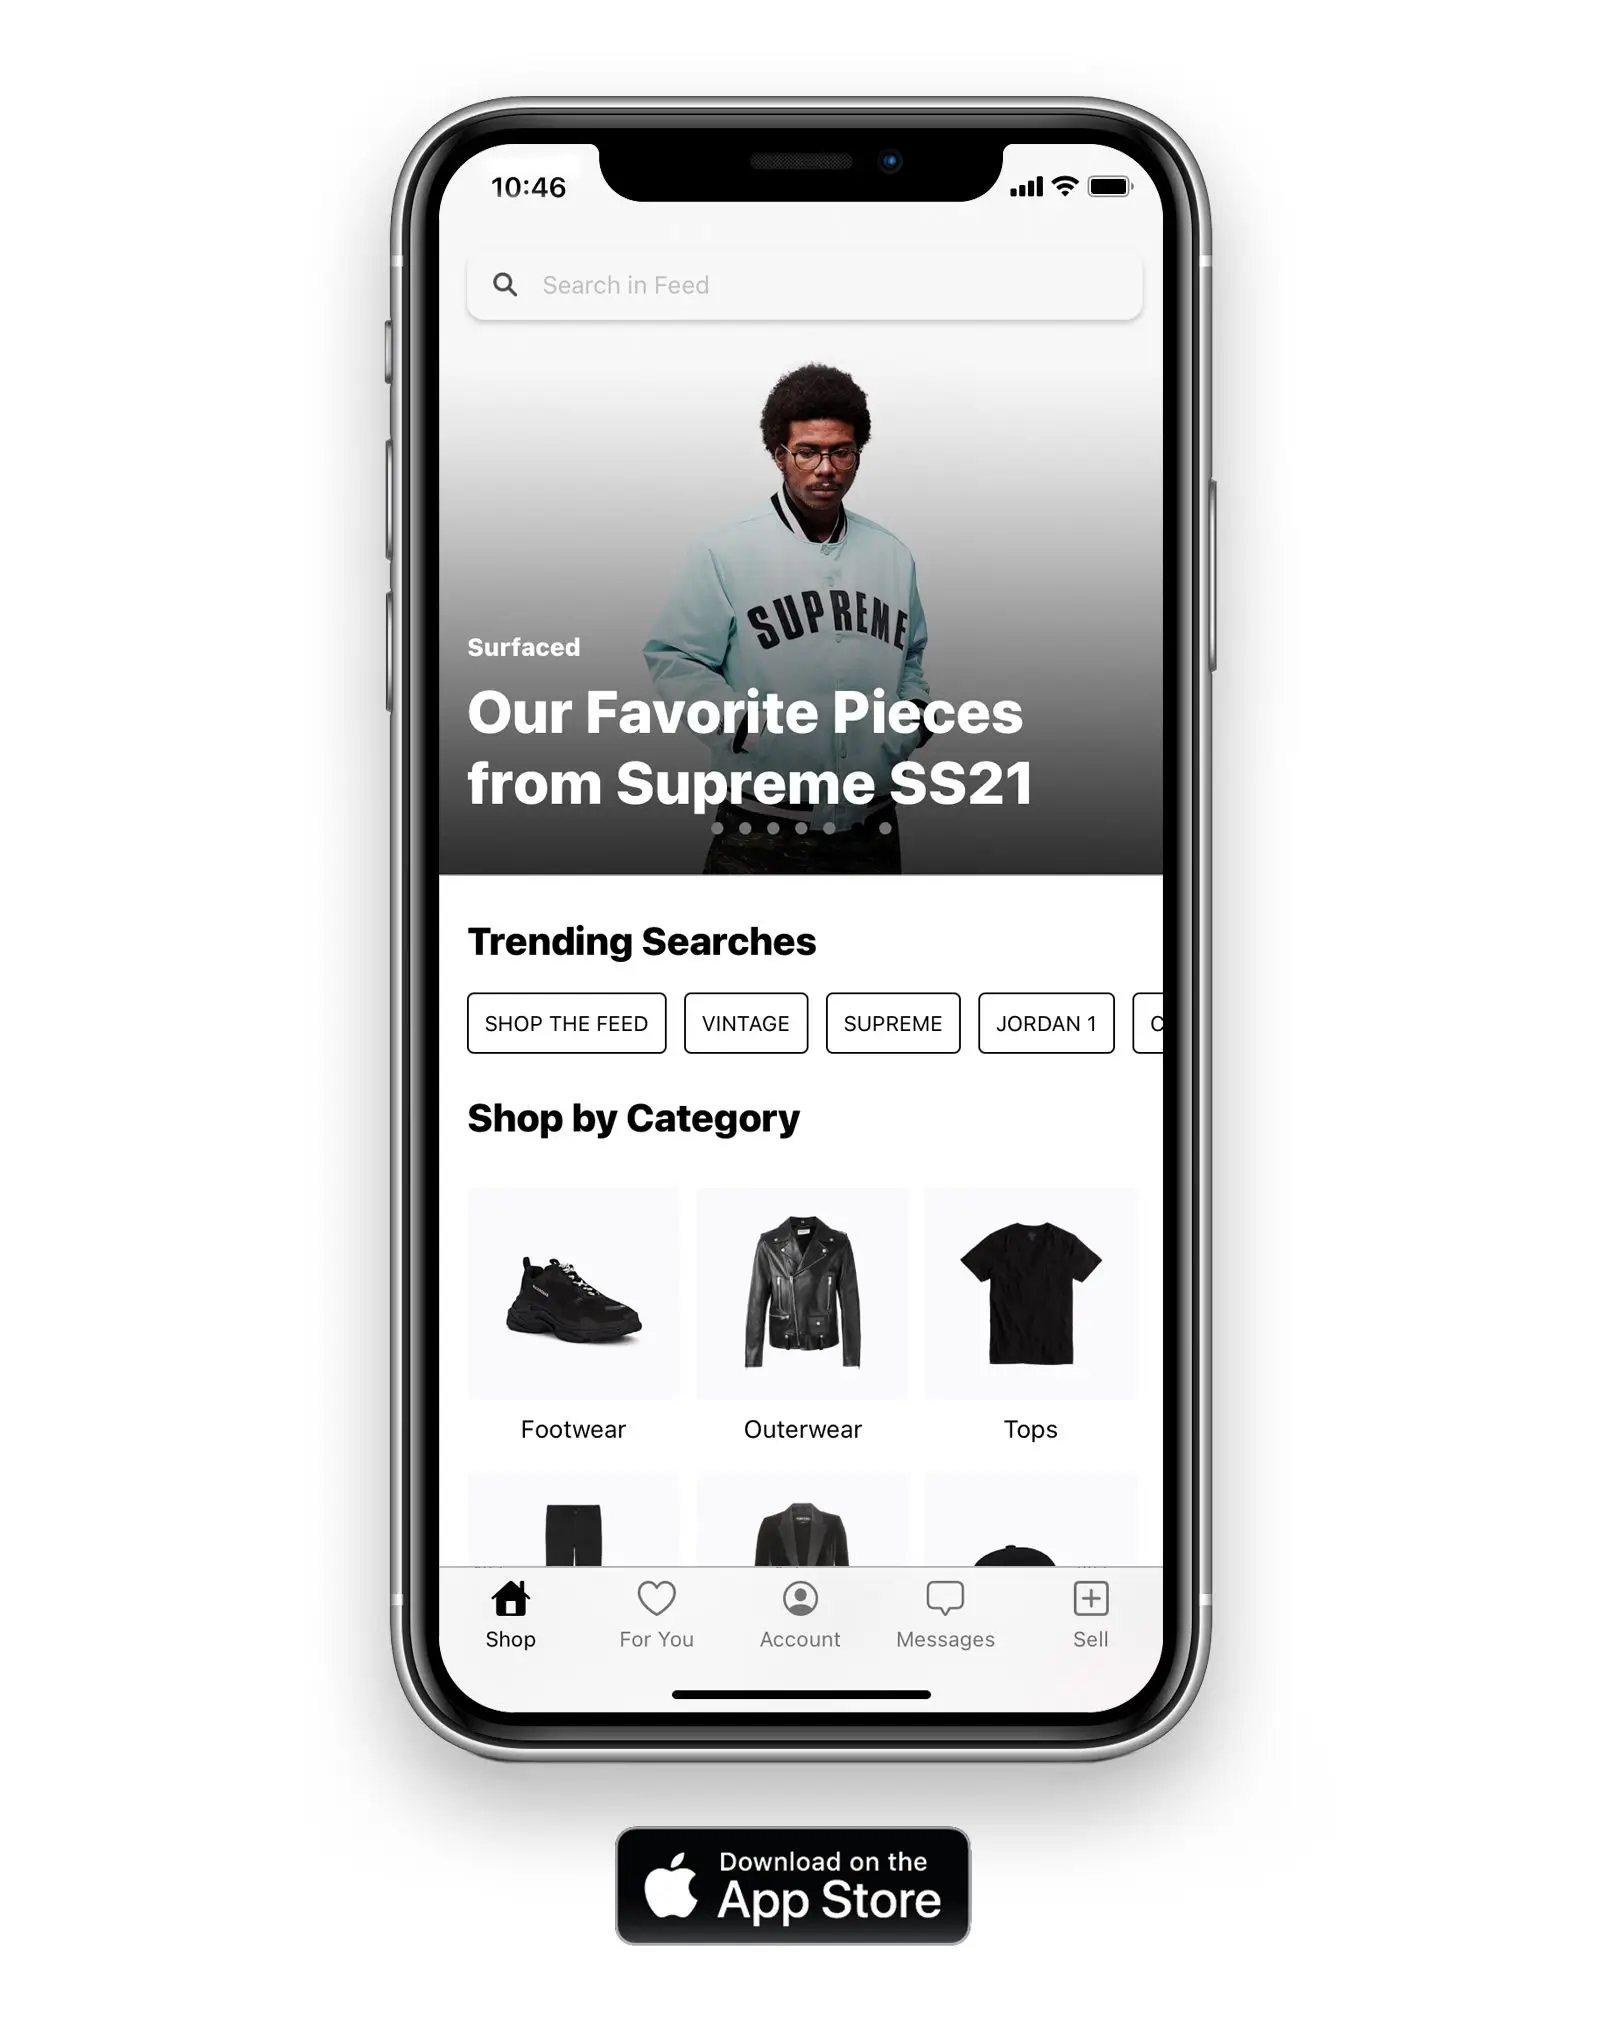 10:46
Search in Feed
SUPREME
Surfaced
Our Favorite Pieces
from Supreme SS21
Trending Searches
SHOP THE FEED
VINTAGE
SUPREME
JORDAN 1
Shop by Category
Footwear
Outerwear
Tops
Shop
For You
Account
Messages
Sell
Download on the
App Store